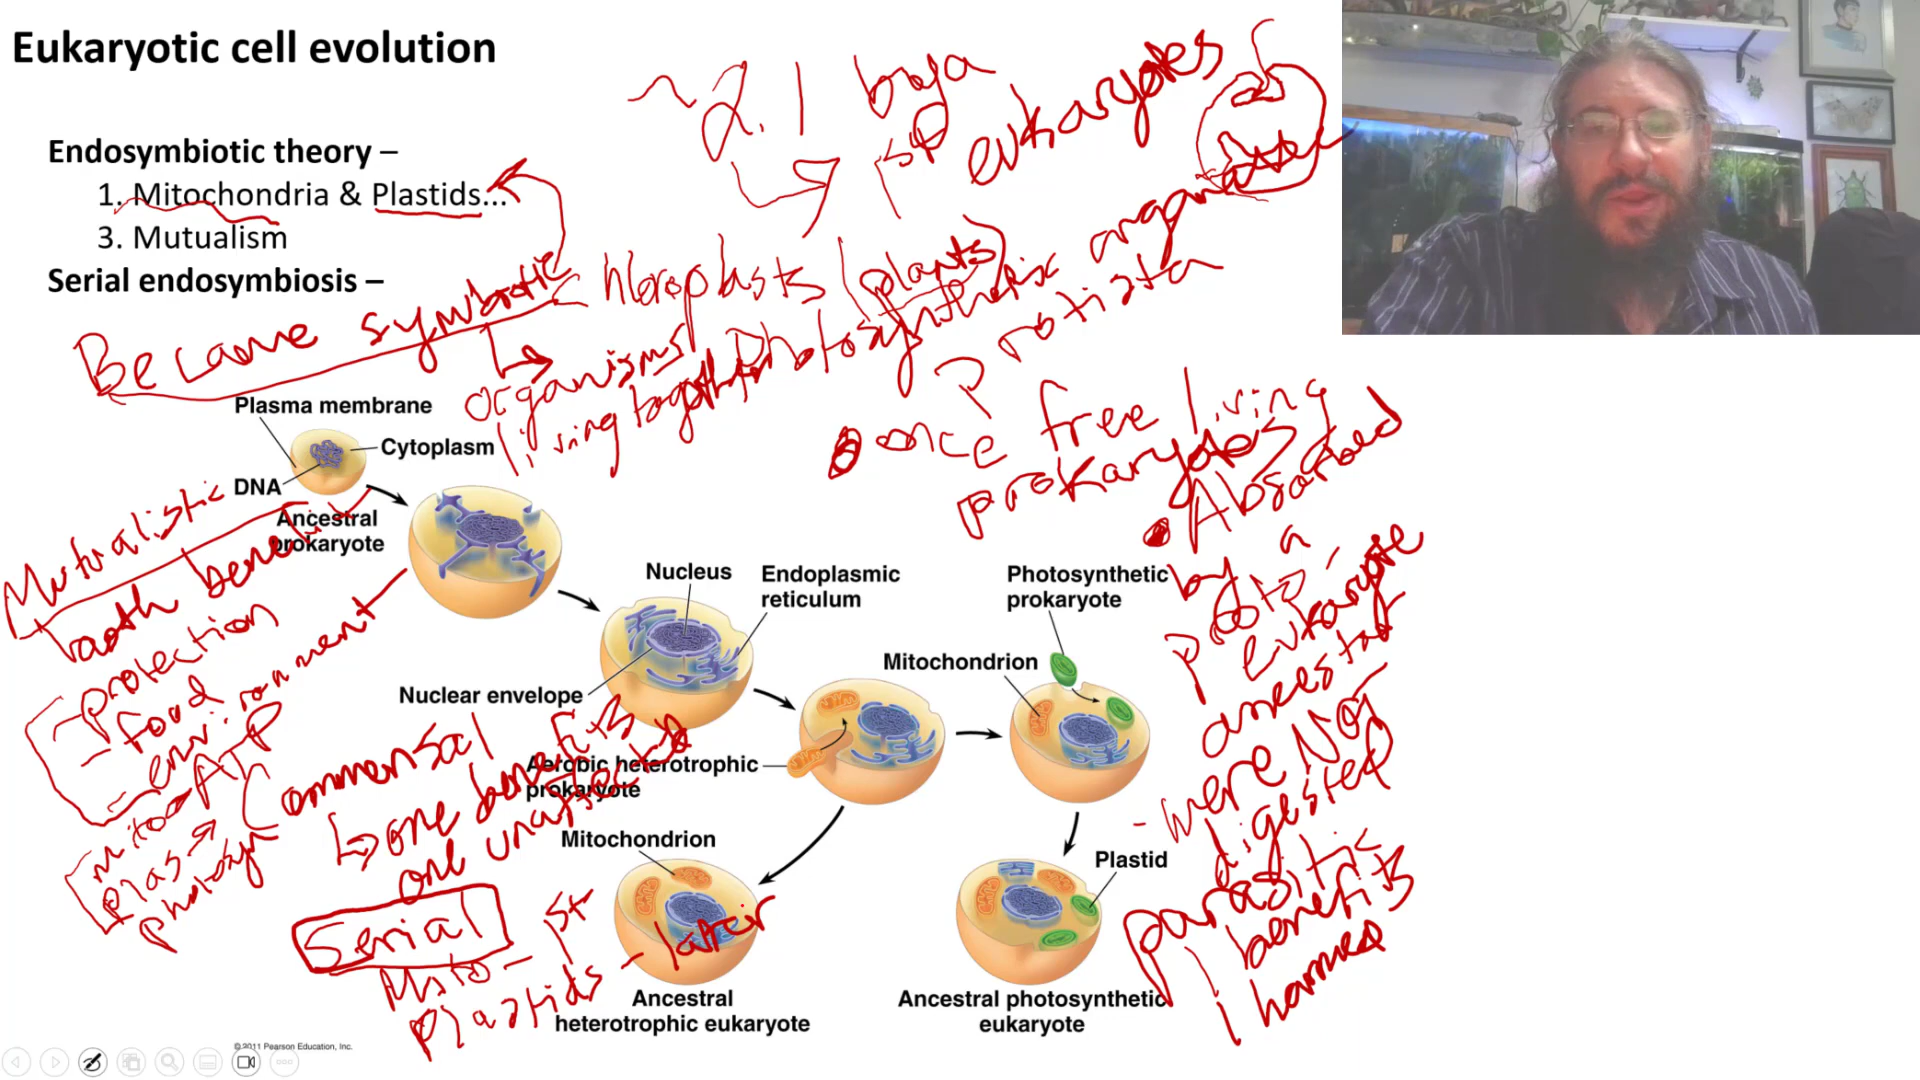 Eukaryotic cell evolution
~2.1 bya
1st eukaryotes
Endosymbiotic theory –
1. Mitochondria & Plastids...
3. Mutualism
Serial endosymbiosis –
Became symbiotic
organisms
living together
chloroplasts (plants)
photosynthetic
protista
once free living
prokaryotes
Absorbed
by a
proto-
eukaryote
ancestor
- were NOT
digested
parasitic
1 benefits
1 harmed
Plasma membrane
Cytoplasm
DNA
Ancestral
prokaryote
Mutualistic
both benefit
- protection
- food
- environment
mito ATP
plas →
photosyn
Nucleus
Endoplasmic
reticulum
Nuclear envelope
Commensal
one benefits
one unaffected
Aerobic heterotrophic
prokaryote
Photosynthetic
prokaryote
Mitochondrion
Mitochondrion
Plastid
Serial
Mito - 1st
Plastids - later
Ancestral
heterotrophic eukaryote
Ancestral photosynthetic
eukaryote
©2011 Pearson Education, Inc.